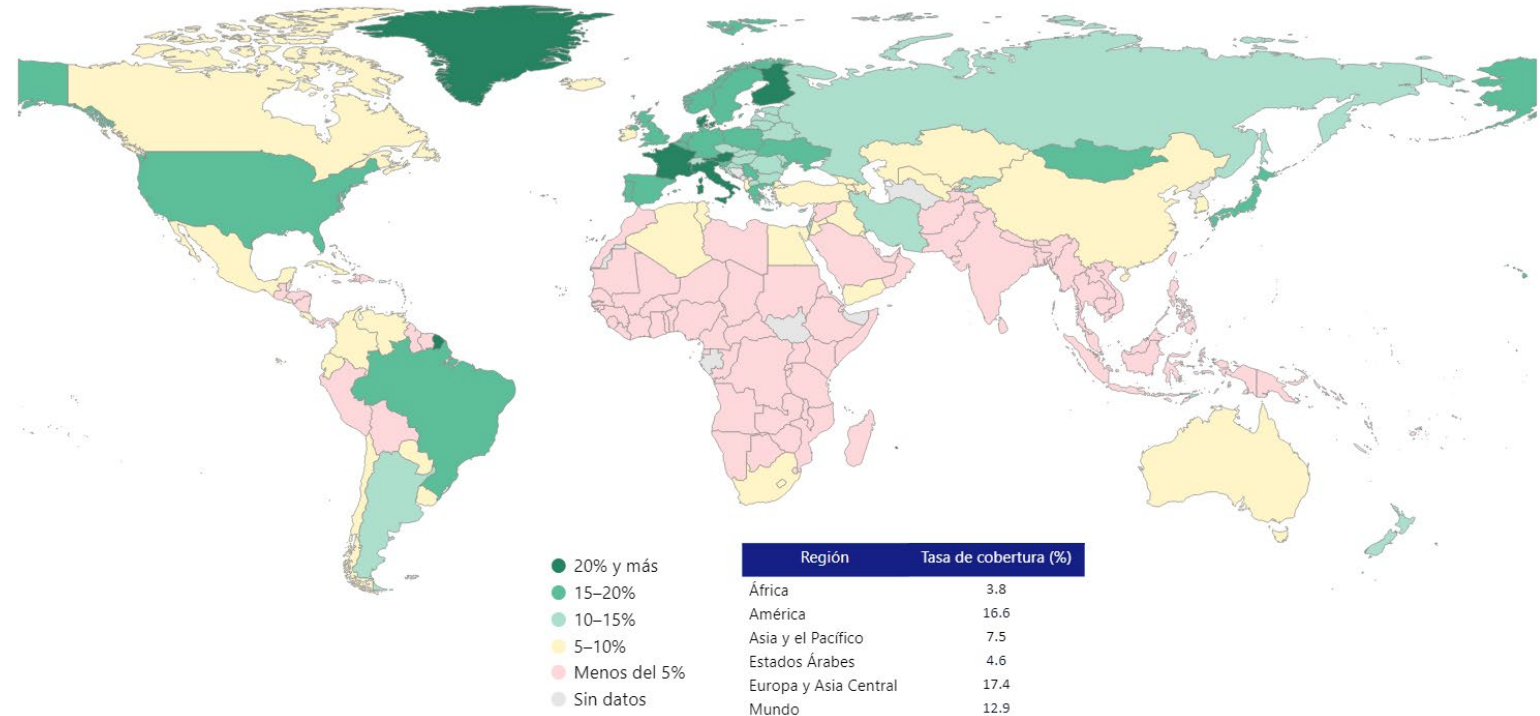 20% y más
15–20%
10–15%
5–10%
Menos del 5%
Sin datos
Región Tasa de cobertura (%)
África 3.8
América 16.6
Asia y el Pacífico 7.5
Estados Árabes 4.6
Europa y Asia Central 17.4
Mundo 12.9